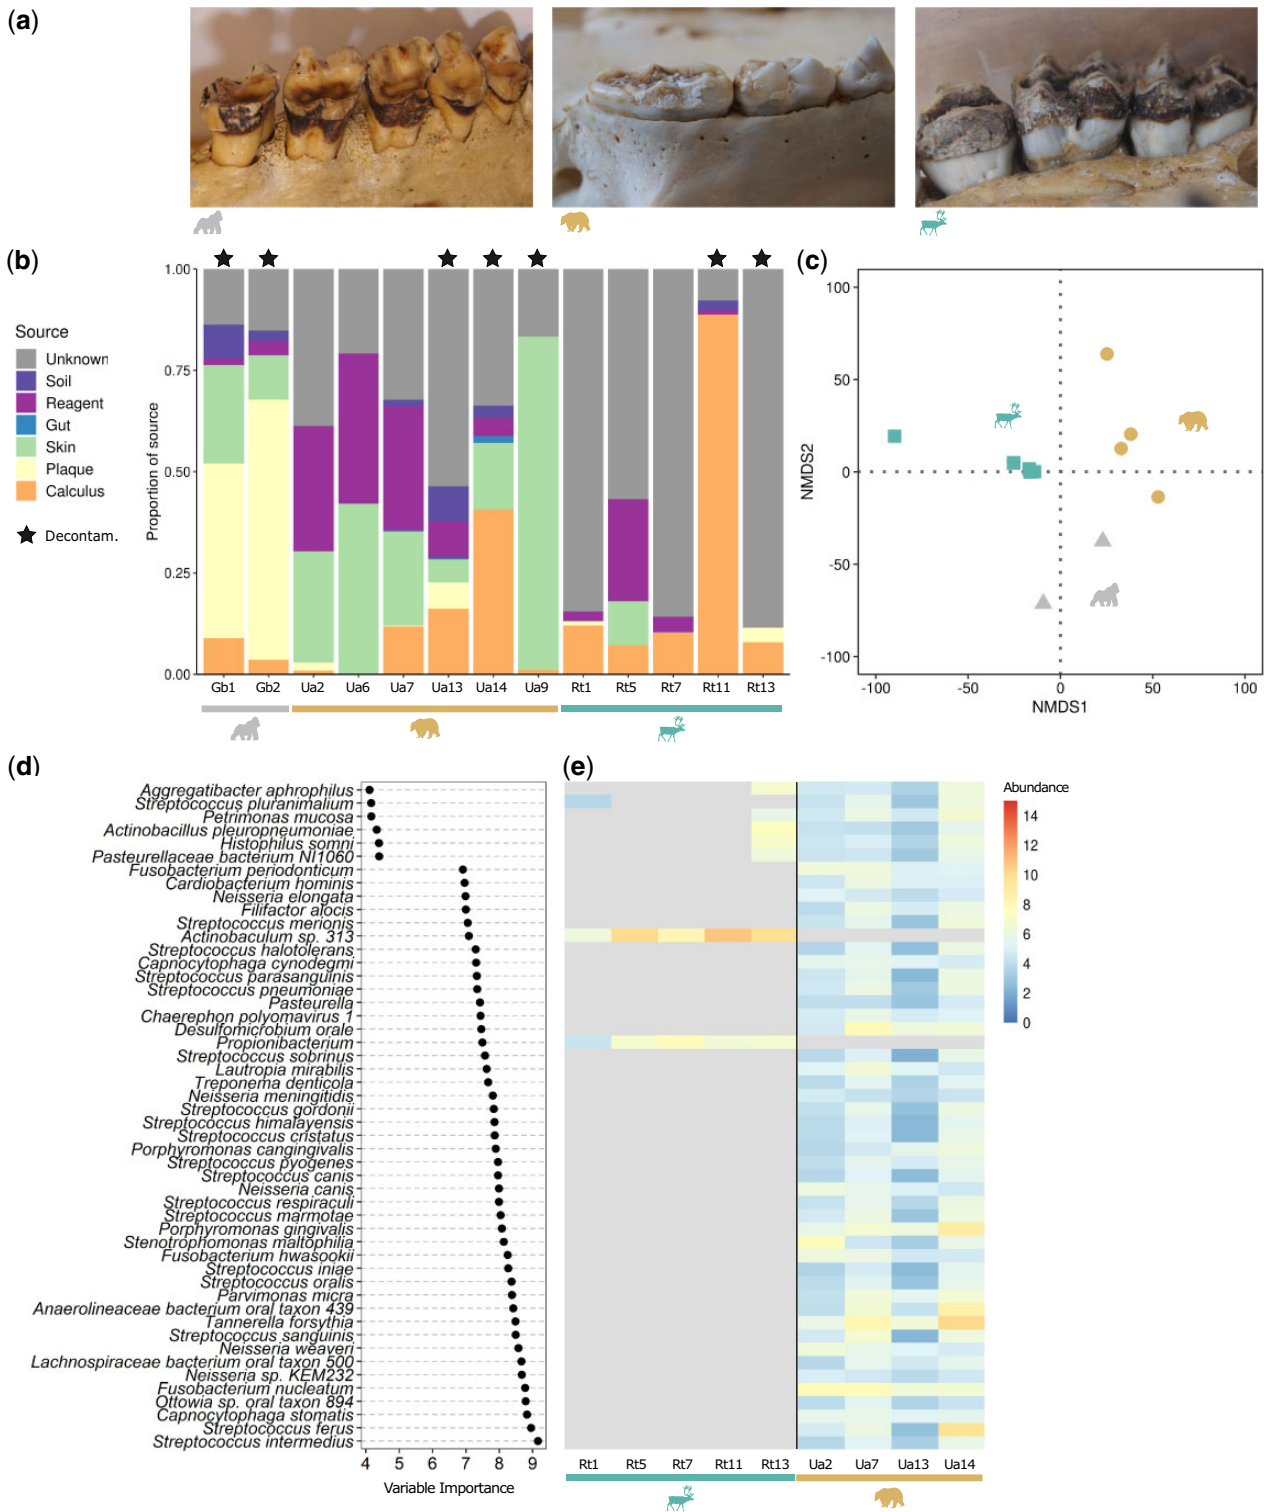 (a)
(b)
Source
Unknown
Soil
Reagent
Gut
Skin
Plaque
Calculus
Decontam.
Proportion of source
1.00
0.75
0.50
0.25
0.00
Gb1 Gb2 Ua2 Ua6 Ua7 Ua13 Ua14 Ua9 Rt1 Rt5 Rt7 Rt11 Rt13
(c)
NMDS2
100
50
0
-50
-100
-100 -50 0 50 100
NMDS1
(d)
Aggregatibacter aphrophilus
Streptococcus pluranimalium
Petrimonas mucosa
Actinobacillus pleuropneumoniae
Histophilus somni
Pasteurellaceae bacterium NI1060
Fusobacterium periodonticum
Cardiobacterium hominis
Neisseria elongata
Filifactor alocis
Streptococcus merionis
Actinobaculum sp. 313
Streptococcus halotolerans
Capnocytophaga cynodegmi
Streptococcus parasanguinis
Streptococcus pneumoniae
Pasteurella
Chaerephon polyomavirus 1
Desulfomicrobium orale
Propionibacterium
Streptococcus sobrinus
Lautropia mirabilis
Treponema denticola
Neisseria meningitidis
Streptococcus gordonii
Streptococcus himalayensis
Streptococcus cristatus
Porphyromonas cangingivalis
Streptococcus pyogenes
Streptococcus canis
Neisseria canis
Streptococcus respiraculi
Streptococcus marmotae
Porphyromonas gingivalis
Stenotrophomonas maltophilia
Fusobacterium hwasookii
Streptococcus iniae
Streptococcus oralis
Parvimonas micra
Anaerolineaceae bacterium oral taxon 439
Tannerella forsythia
Streptococcus sanguinis
Neisseria weaveri
Lachnospiraceae bacterium oral taxon 500
Neisseria sp. KEM232
Fusobacterium nucleatum
Ottowia sp. oral taxon 894
Capnocytophaga stomatis
Streptococcus ferus
Streptococcus intermedius
4 5 6 7 8 9
Variable Importance
(e)
Rt1 Rt5 Rt7 Rt11 Rt13 Ua2 Ua7 Ua13 Ua14
Abundance
14
12
10
8
6
4
2
0